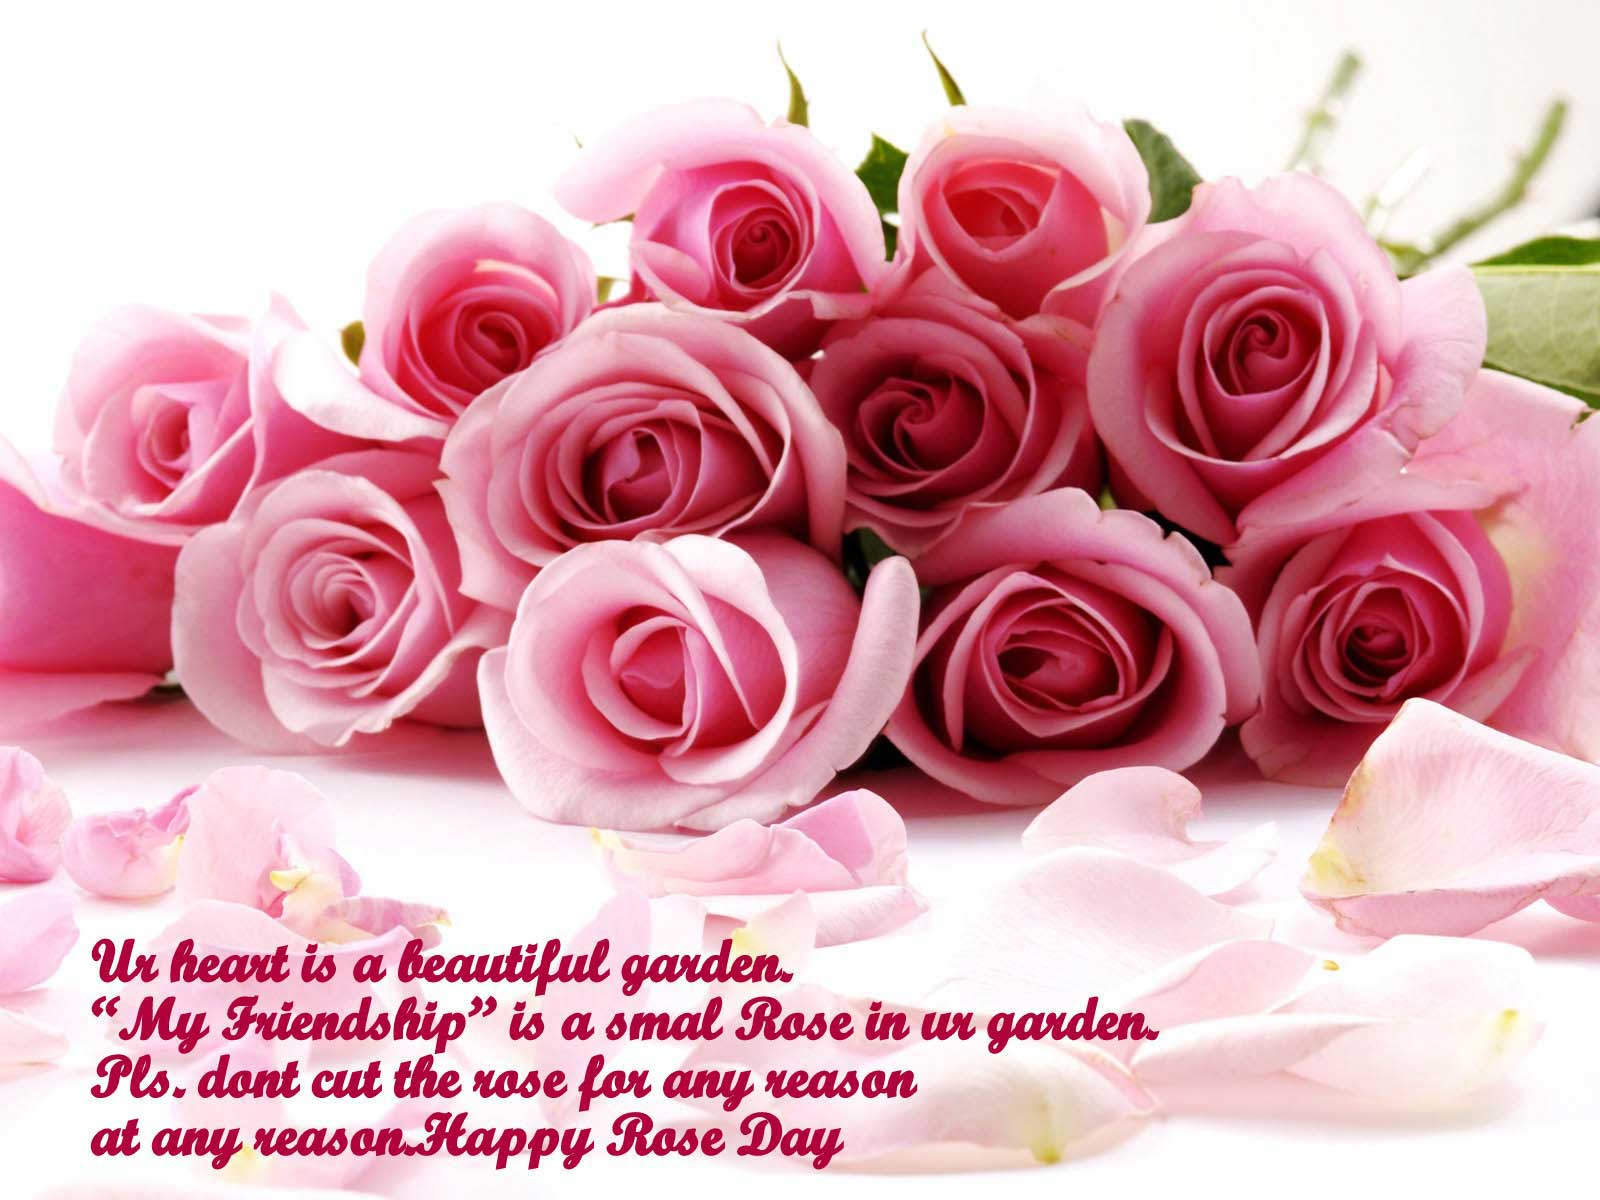 Ur heart is a beautiful garden.
“My Friendship” is a smal Rose in ur garden.
Pls. dont cut the rose for any reason
at any reason.Happy Rose Day